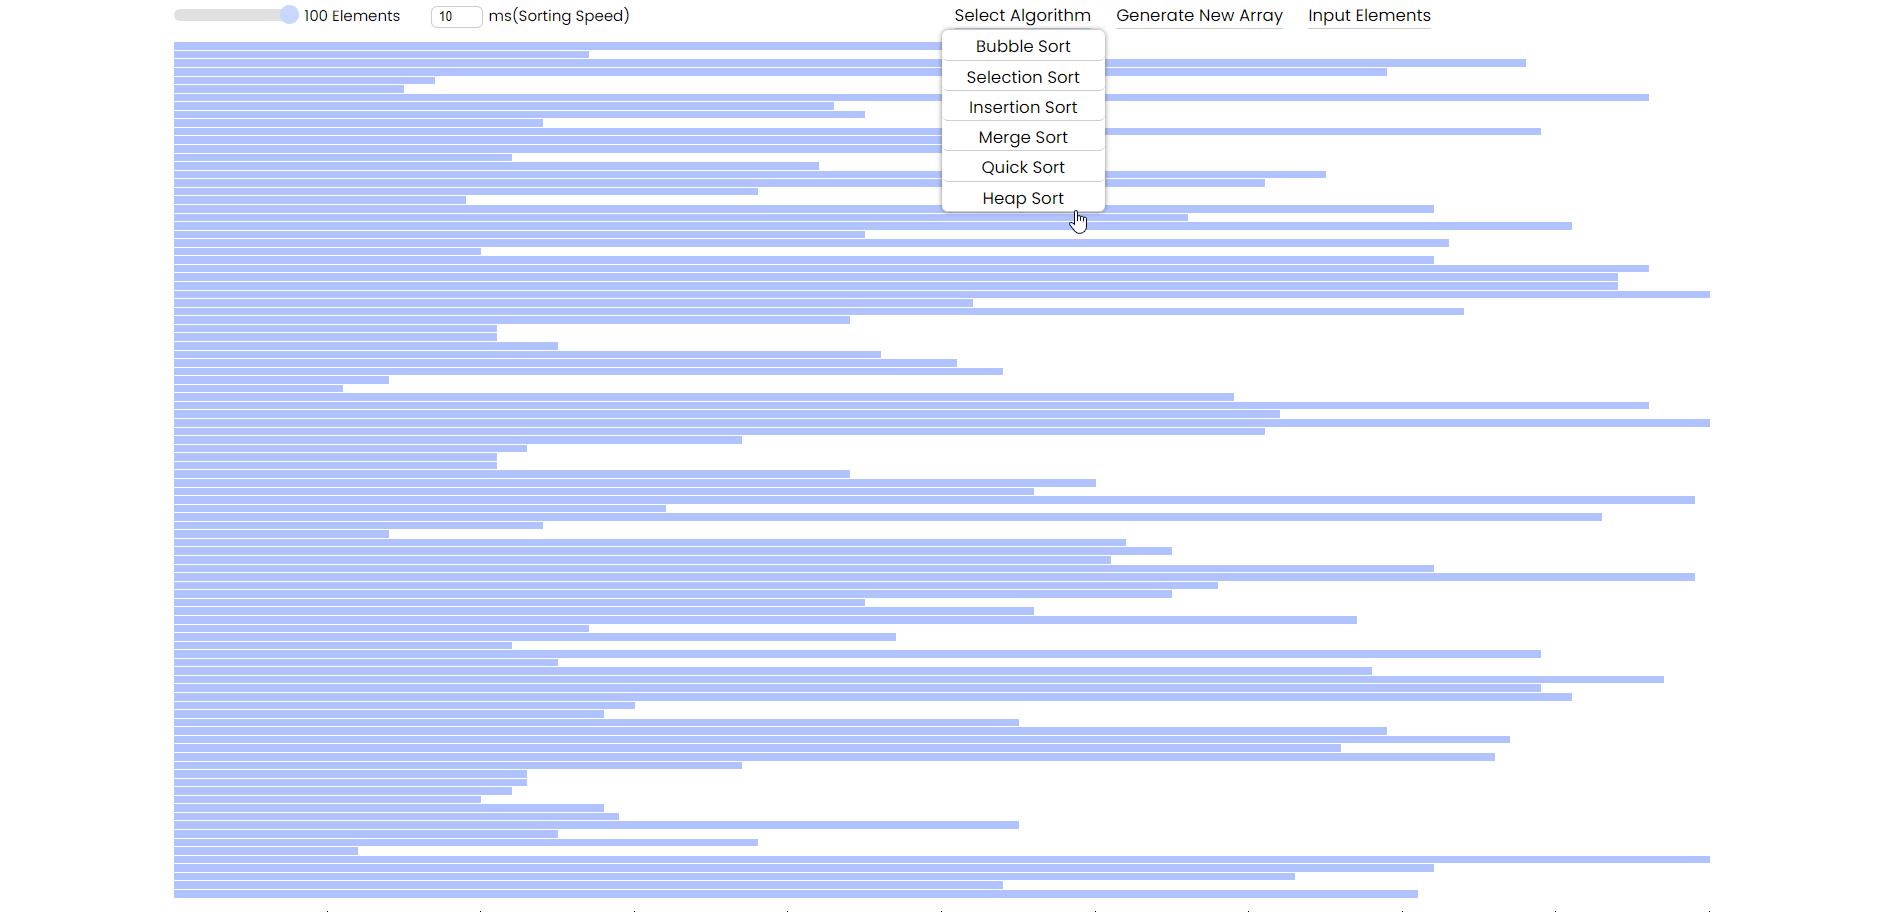 100 Elements 10 ms(Sorting Speed) Select Algorithm Generate New Array Input Elements
Bubble Sort
Selection Sort
Insertion Sort
Merge Sort
Quick Sort
Heap Sort